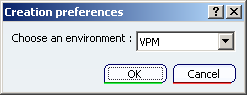 Creation preferences
Choose an environment : VPM
OK Cancel